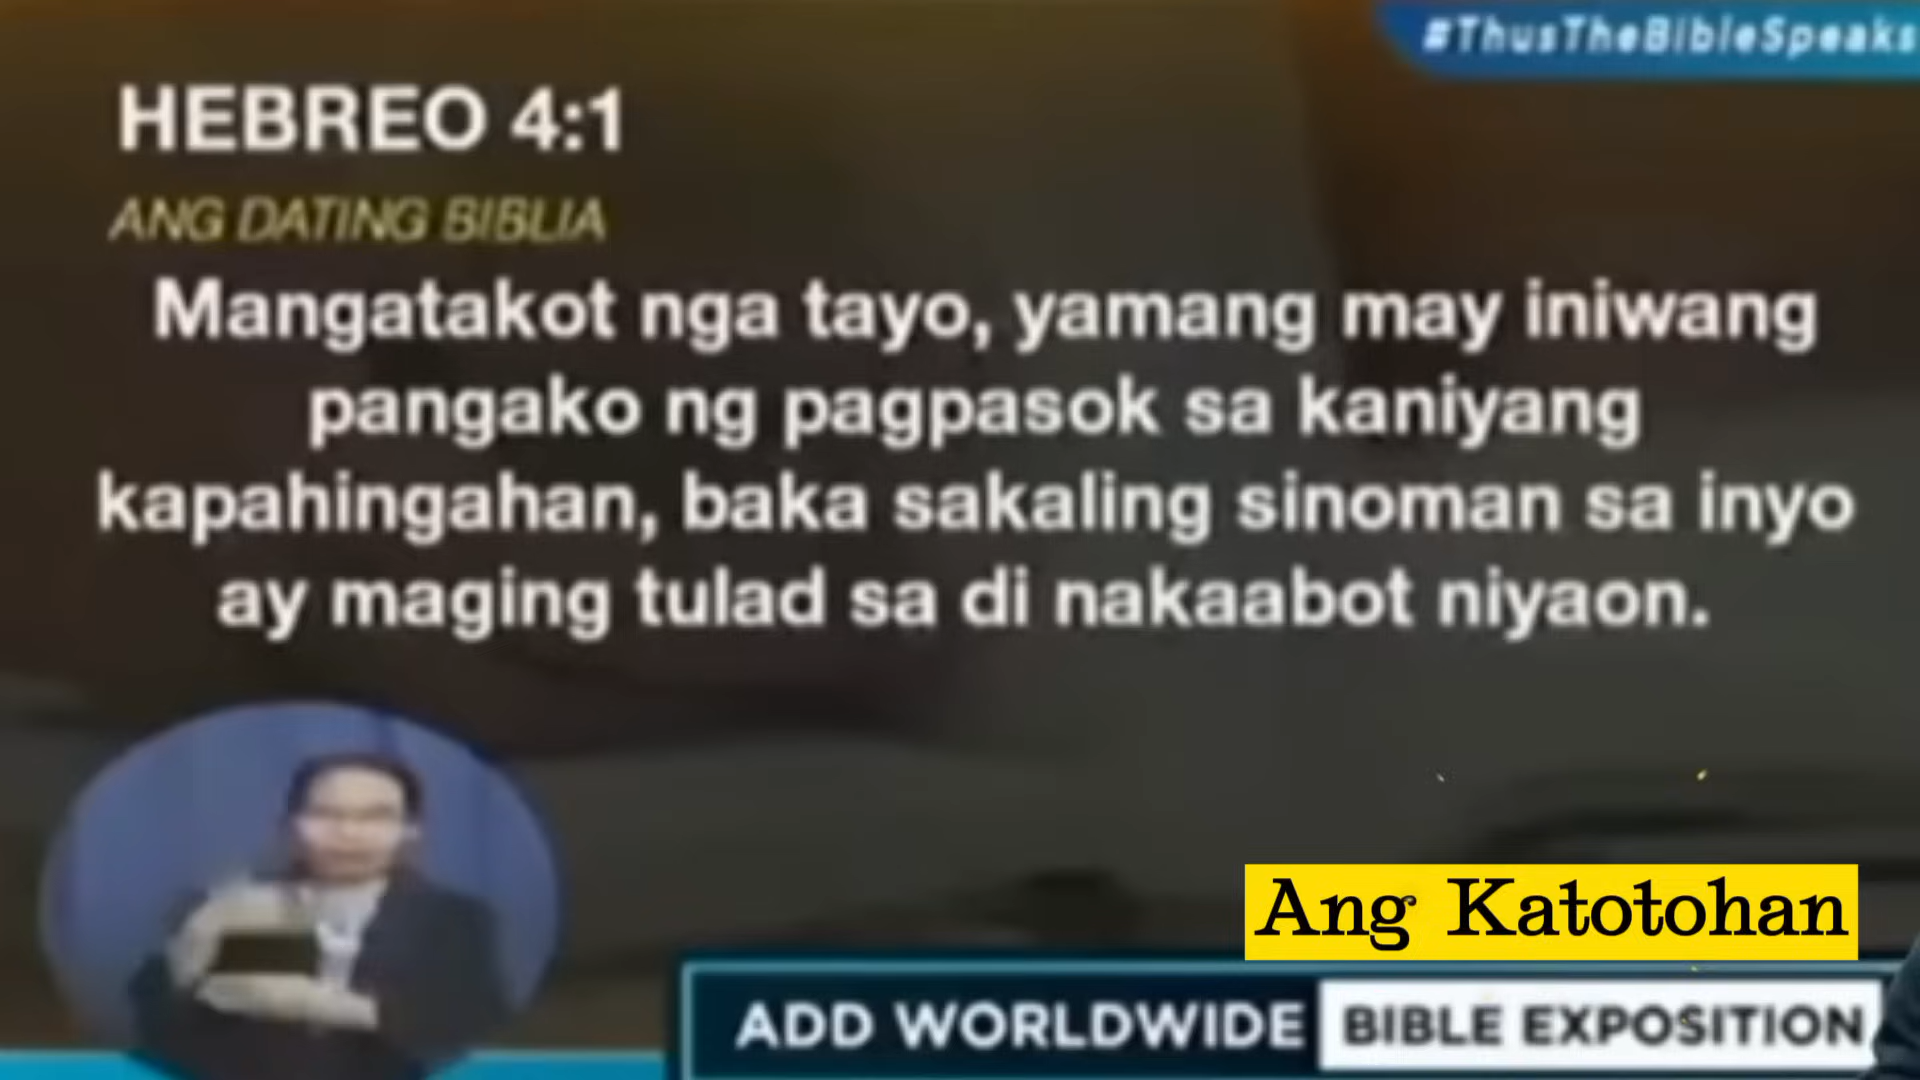 #ThusTheBibleSpeaks
HEBREO 4:1
ANG DATING BIBLIA
Mangatakot nga tayo, yamang may iniwang
pangako ng pagpasok sa kaniyang
kapahingahan, baka sakaling sinoman sa inyo
ay maging tulad sa di nakaabot niyaon.
Ang Katotohan
ADD WORLDWIDE BIBLE EXPOSITION